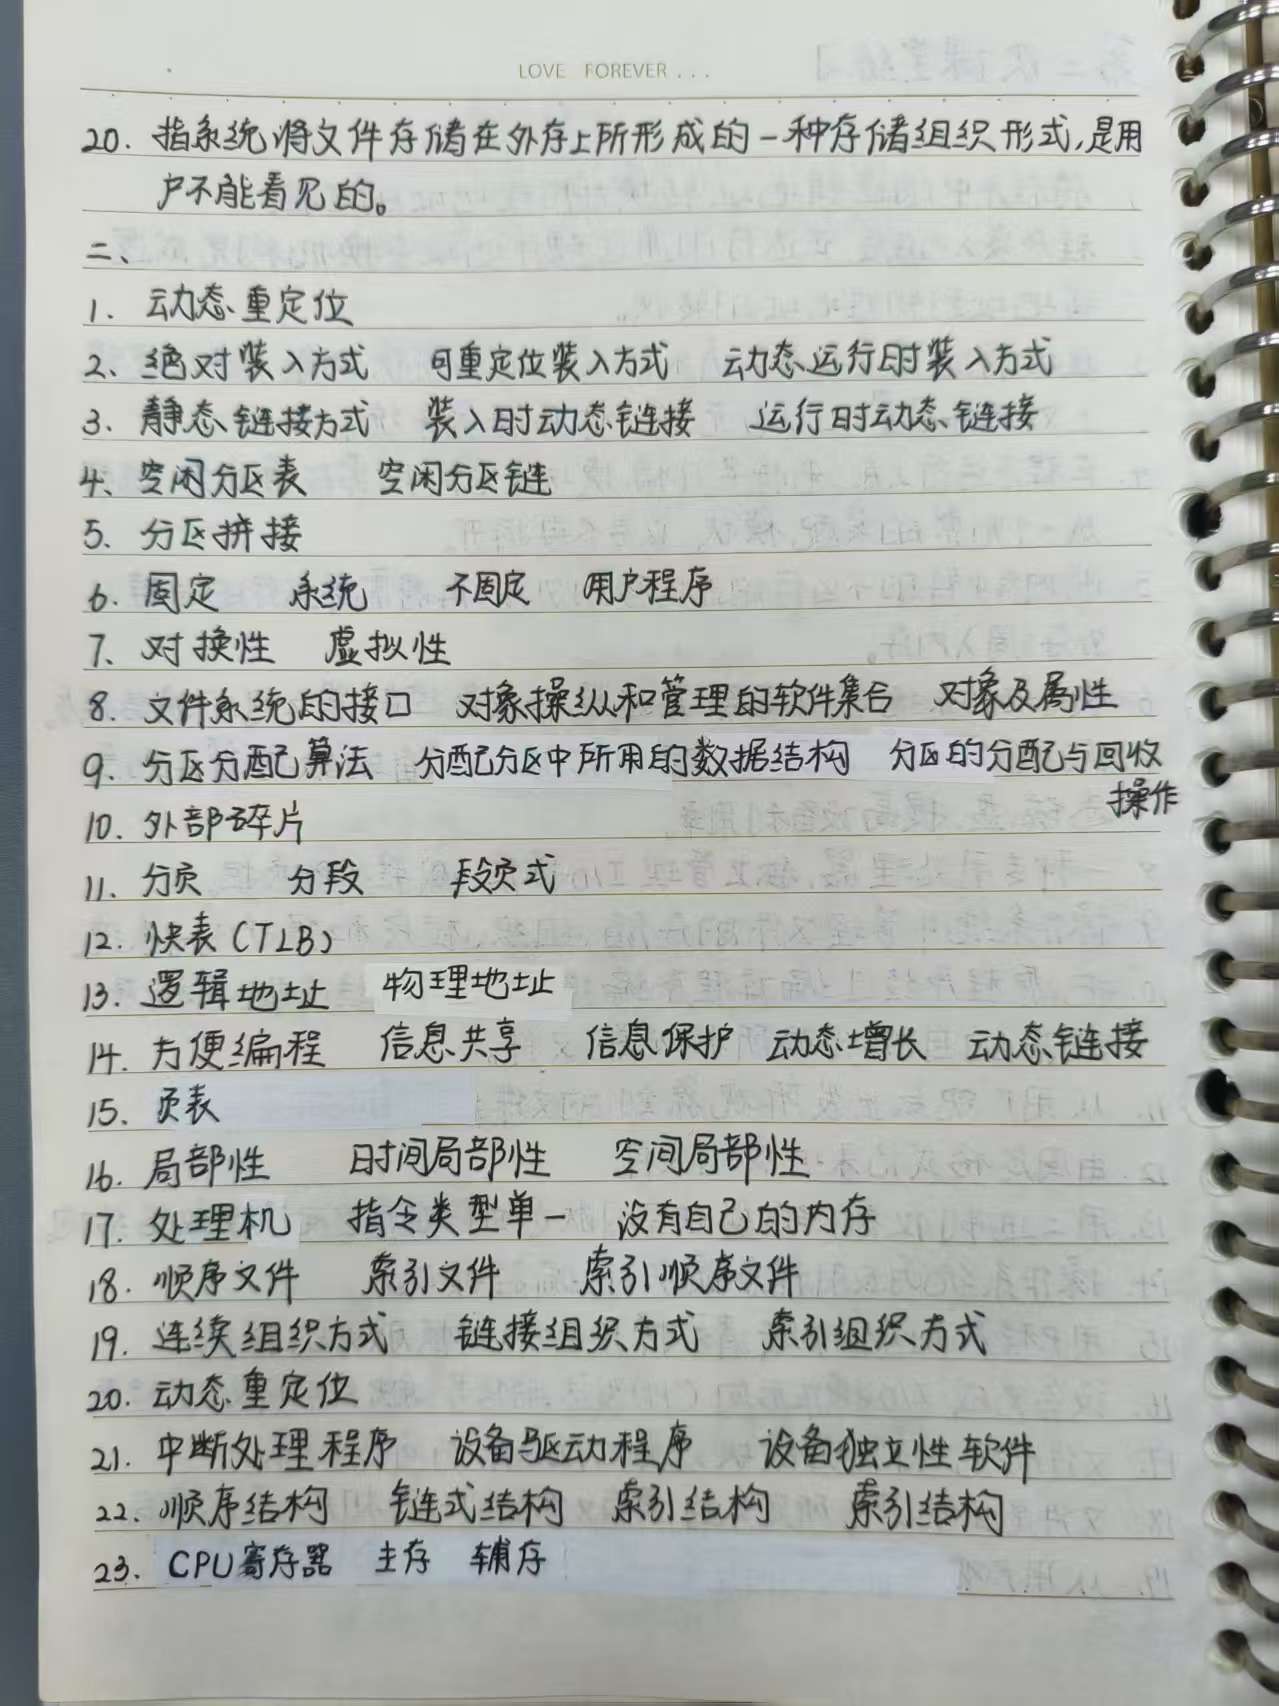 LOVE FOREVER...
20. 指系统将文件存储在外存上所形成的一种存储组织形式,是用
户不能看见的。
二、
1. 动态重定位
2、绝对装入方式 可重定位装入方式 动态运行时装入方式
3. 静态链接方式 装入时动态链接 运行时动态链接
4、空闲分区表 空闲分区链
5. 分区拼接
6. 固定 系统 不固定 用户程序
7、对换性 虚拟性
8. 文件系统的接口 对象操纵和管理的软件集合 对象及属性
9. 分区分配算法 分配分区中所用的数据结构 分区的分配与回收
操作
10. 外部碎片
11. 分页 分段 段页式
12. 快表(TLB)
13. 逻辑地址 物理地址
14. 方便编程 信息共享 信息保护 动态增长 动态链接
15. 页表
16. 局部性 时间局部性 空间局部性
17. 处理机 指令类型单一 没有自己的内存
18. 顺序文件 索引文件 索引顺序文件
19. 连续组织方式 链接组织方式 索引组织方式
20. 动态重定位
21. 中断处理程序 设备驱动程序 设备独立性软件
22. 顺序结构 链式结构 索引结构 索引结构
23. CPU寄存器 主存 辅存